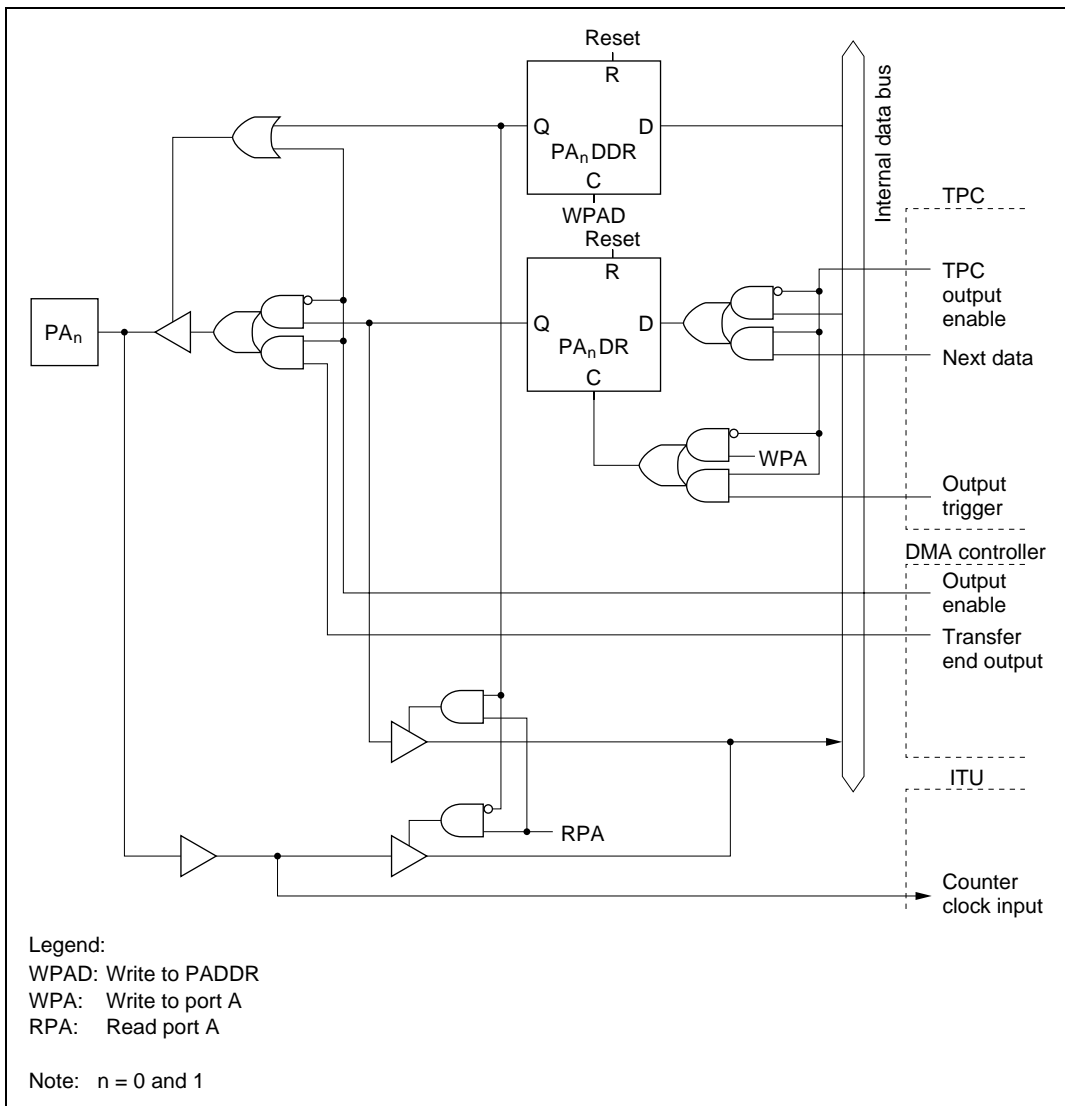 Reset
R
Q
D
PAnDDR
C
WPAD
Internal data bus
TPC
Reset
R
TPC
output
enable
PAn
Q
D
PAnDR
Next data
C
WPA
Output
trigger
DMA controller
Output
enable
Transfer
end output
ITU
RPA
Counter
clock input
Legend:
WPAD: Write to PADDR
WPA: Write to port A
RPA: Read port A
Note: n = 0 and 1